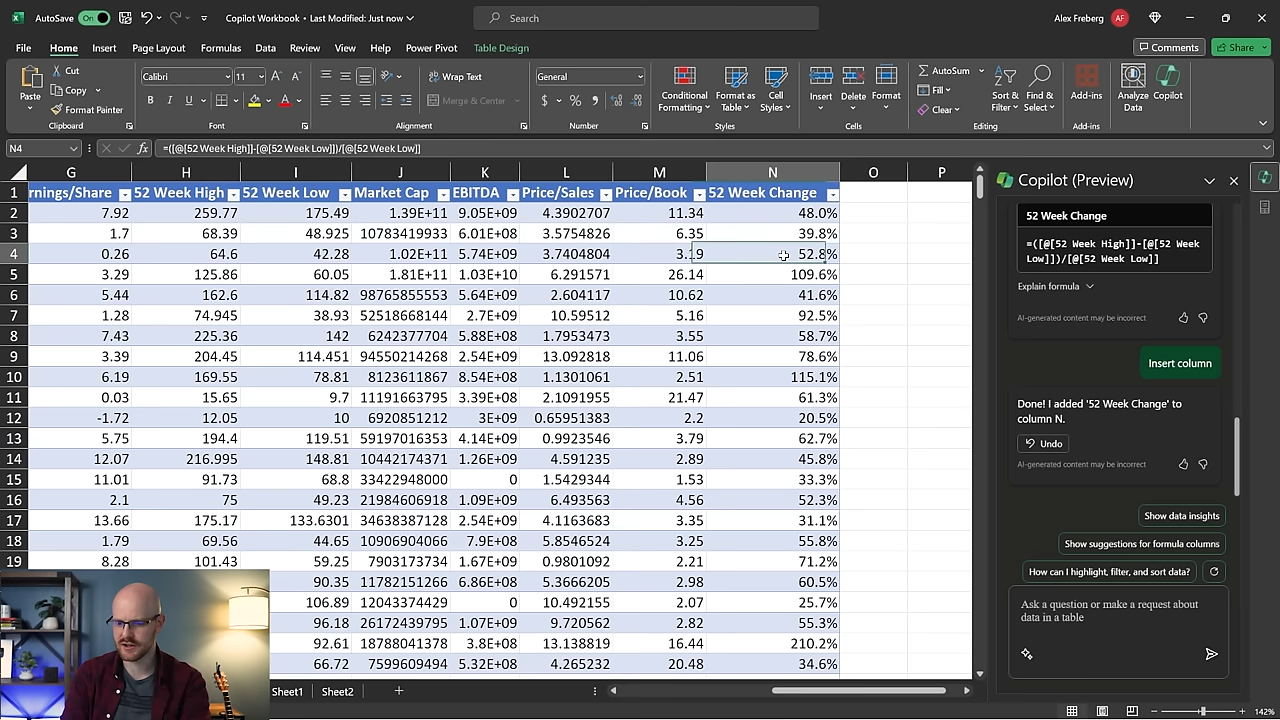 AutoSave On Copilot Workbook • Last Modified: Just now Search Alex Freberg AF
File Home Insert Page Layout Formulas Data Review View Help Power Pivot Table Design Comments Share
Paste Cut Copy Format Painter Clipboard
Calibri 11 A A B I U A Font
Wrap Text Merge & Center Alignment
General $ % , Number
Conditional Formatting Format as Table Cell Styles Styles
Insert Delete Format Cells
AutoSum Fill Clear Sort & Filter Find & Select Editing
Add-ins Add-ins
Analyze Data Copilot
N4 fx =([@[52 Week High]]-[@[52 Week Low]])/[@[52 Week Low]]
G H I J K L M N O P
1 rnings/Share 52 Week High 52 Week Low Market Cap EBITDA Price/Sales Price/Book 52 Week Change
2 7.92 259.77 175.49 1.39E+11 9.05E+09 4.3902707 11.34 48.0%
3 1.7 68.39 48.925 10783419933 6.01E+08 3.5754826 6.35 39.8%
4 0.26 64.6 42.28 1.02E+11 5.74E+09 3.7404804 3.19 52.8%
5 3.29 125.86 60.05 1.81E+11 1.03E+10 6.291571 26.14 109.6%
6 5.44 162.6 114.82 98765855553 5.64E+09 2.604117 10.62 41.6%
7 1.28 74.945 38.93 52518668144 2.7E+09 10.59512 5.16 92.5%
8 7.43 225.36 142 6242377704 5.88E+08 1.7953473 3.55 58.7%
9 3.39 204.45 114.451 94550214268 2.54E+09 13.092818 11.06 78.6%
10 6.19 169.55 78.81 8123611867 8.54E+08 1.1301061 2.51 115.1%
11 0.03 15.65 9.7 11191663795 3.39E+08 2.1091955 21.47 61.3%
12 -1.72 12.05 10 6920851212 3E+09 0.65951383 2.2 20.5%
13 5.75 194.4 119.51 59197016353 4.14E+09 0.9923546 3.79 62.7%
14 12.07 216.995 148.81 10442174371 1.26E+09 4.591235 2.89 45.8%
15 11.01 91.73 68.8 33422948000 0 1.5429344 1.53 33.3%
16 2.1 75 49.23 21984606918 1.09E+09 6.493563 4.56 52.3%
17 13.66 175.17 133.6301 34638387128 2.54E+09 4.1163683 3.35 31.1%
18 1.79 69.56 44.65 10906904066 7.9E+08 5.8546524 3.25 55.8%
19 8.28 101.43 59.25 7903173734 1.67E+09 0.9801092 2.21 71.2%
90.35 11782151266 6.86E+08 5.3666205 2.98 60.5%
106.89 12043374429 0 10.492155 2.07 25.7%
96.18 26172439795 1.07E+09 9.720562 2.82 55.3%
92.61 18788041378 3.8E+08 13.138819 16.44 210.2%
66.72 7599609494 5.32E+08 4.265232 20.48 34.6%
Sheet1 Sheet2
142%
Copilot (Preview)
52 Week Change
=([@[52 Week High]]-[@[52 Week
Low]])/[@[52 Week Low]]
Explain formula
AI-generated content may be incorrect
Insert column
Done! I added '52 Week Change' to
column N.
Undo
AI-generated content may be incorrect
Show data insights
Show suggestions for formula columns
How can I highlight, filter, and sort data?
Ask a question or make a request about
data in a table